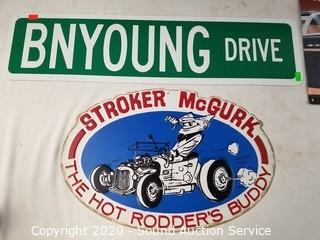 BNYOUNG DRIVE
STROKER McGURK
THE HOT RODDER'S BUDDY
Copyright 2020 - Sound Auction Service